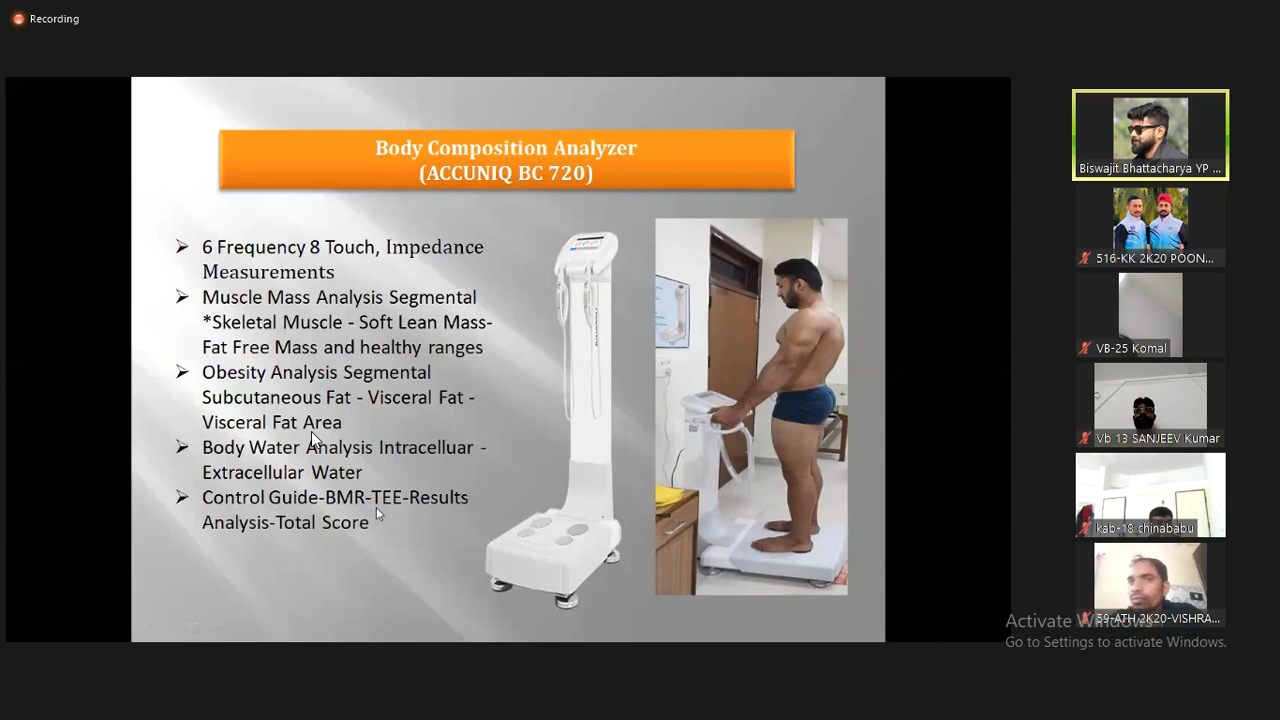 Recording
Body Composition Analyzer
(ACCUNIQ BC 720)
➢ 6 Frequency 8 Touch, Impedance
Measurements
➢ Muscle Mass Analysis Segmental
*Skeletal Muscle - Soft Lean Mass-
Fat Free Mass and healthy ranges
➢ Obesity Analysis Segmental
Subcutaneous Fat - Visceral Fat -
Visceral Fat Area
➢ Body Water Analysis Intracelluar -
Extracellular Water
➢ Control Guide-BMR-TEE-Results
Analysis-Total Score
Biswajit Bhattacharya YP ...
516-KK 2K20 POON...
VB-25 Komal
Vb 13 SANJEEV Kumar
kab-18 chinababu
59-ATH 2K20-VISHRA...
Activate Windows
Go to Settings to activate Windows.